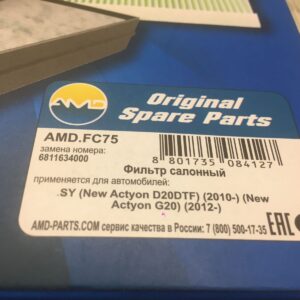 AMD
Original
Spare Parts
AMD.FC75
замена номера:
6811634000
8 801735 084127
Фильтр салонный
применяется для автомобилей:
.SY (New Actyon D20DTF) (2010-) (New
Actyon G20) (2012-)
AMD-PARTS.COM сервис качества в России: 7 (800) 500-17-35
EAC